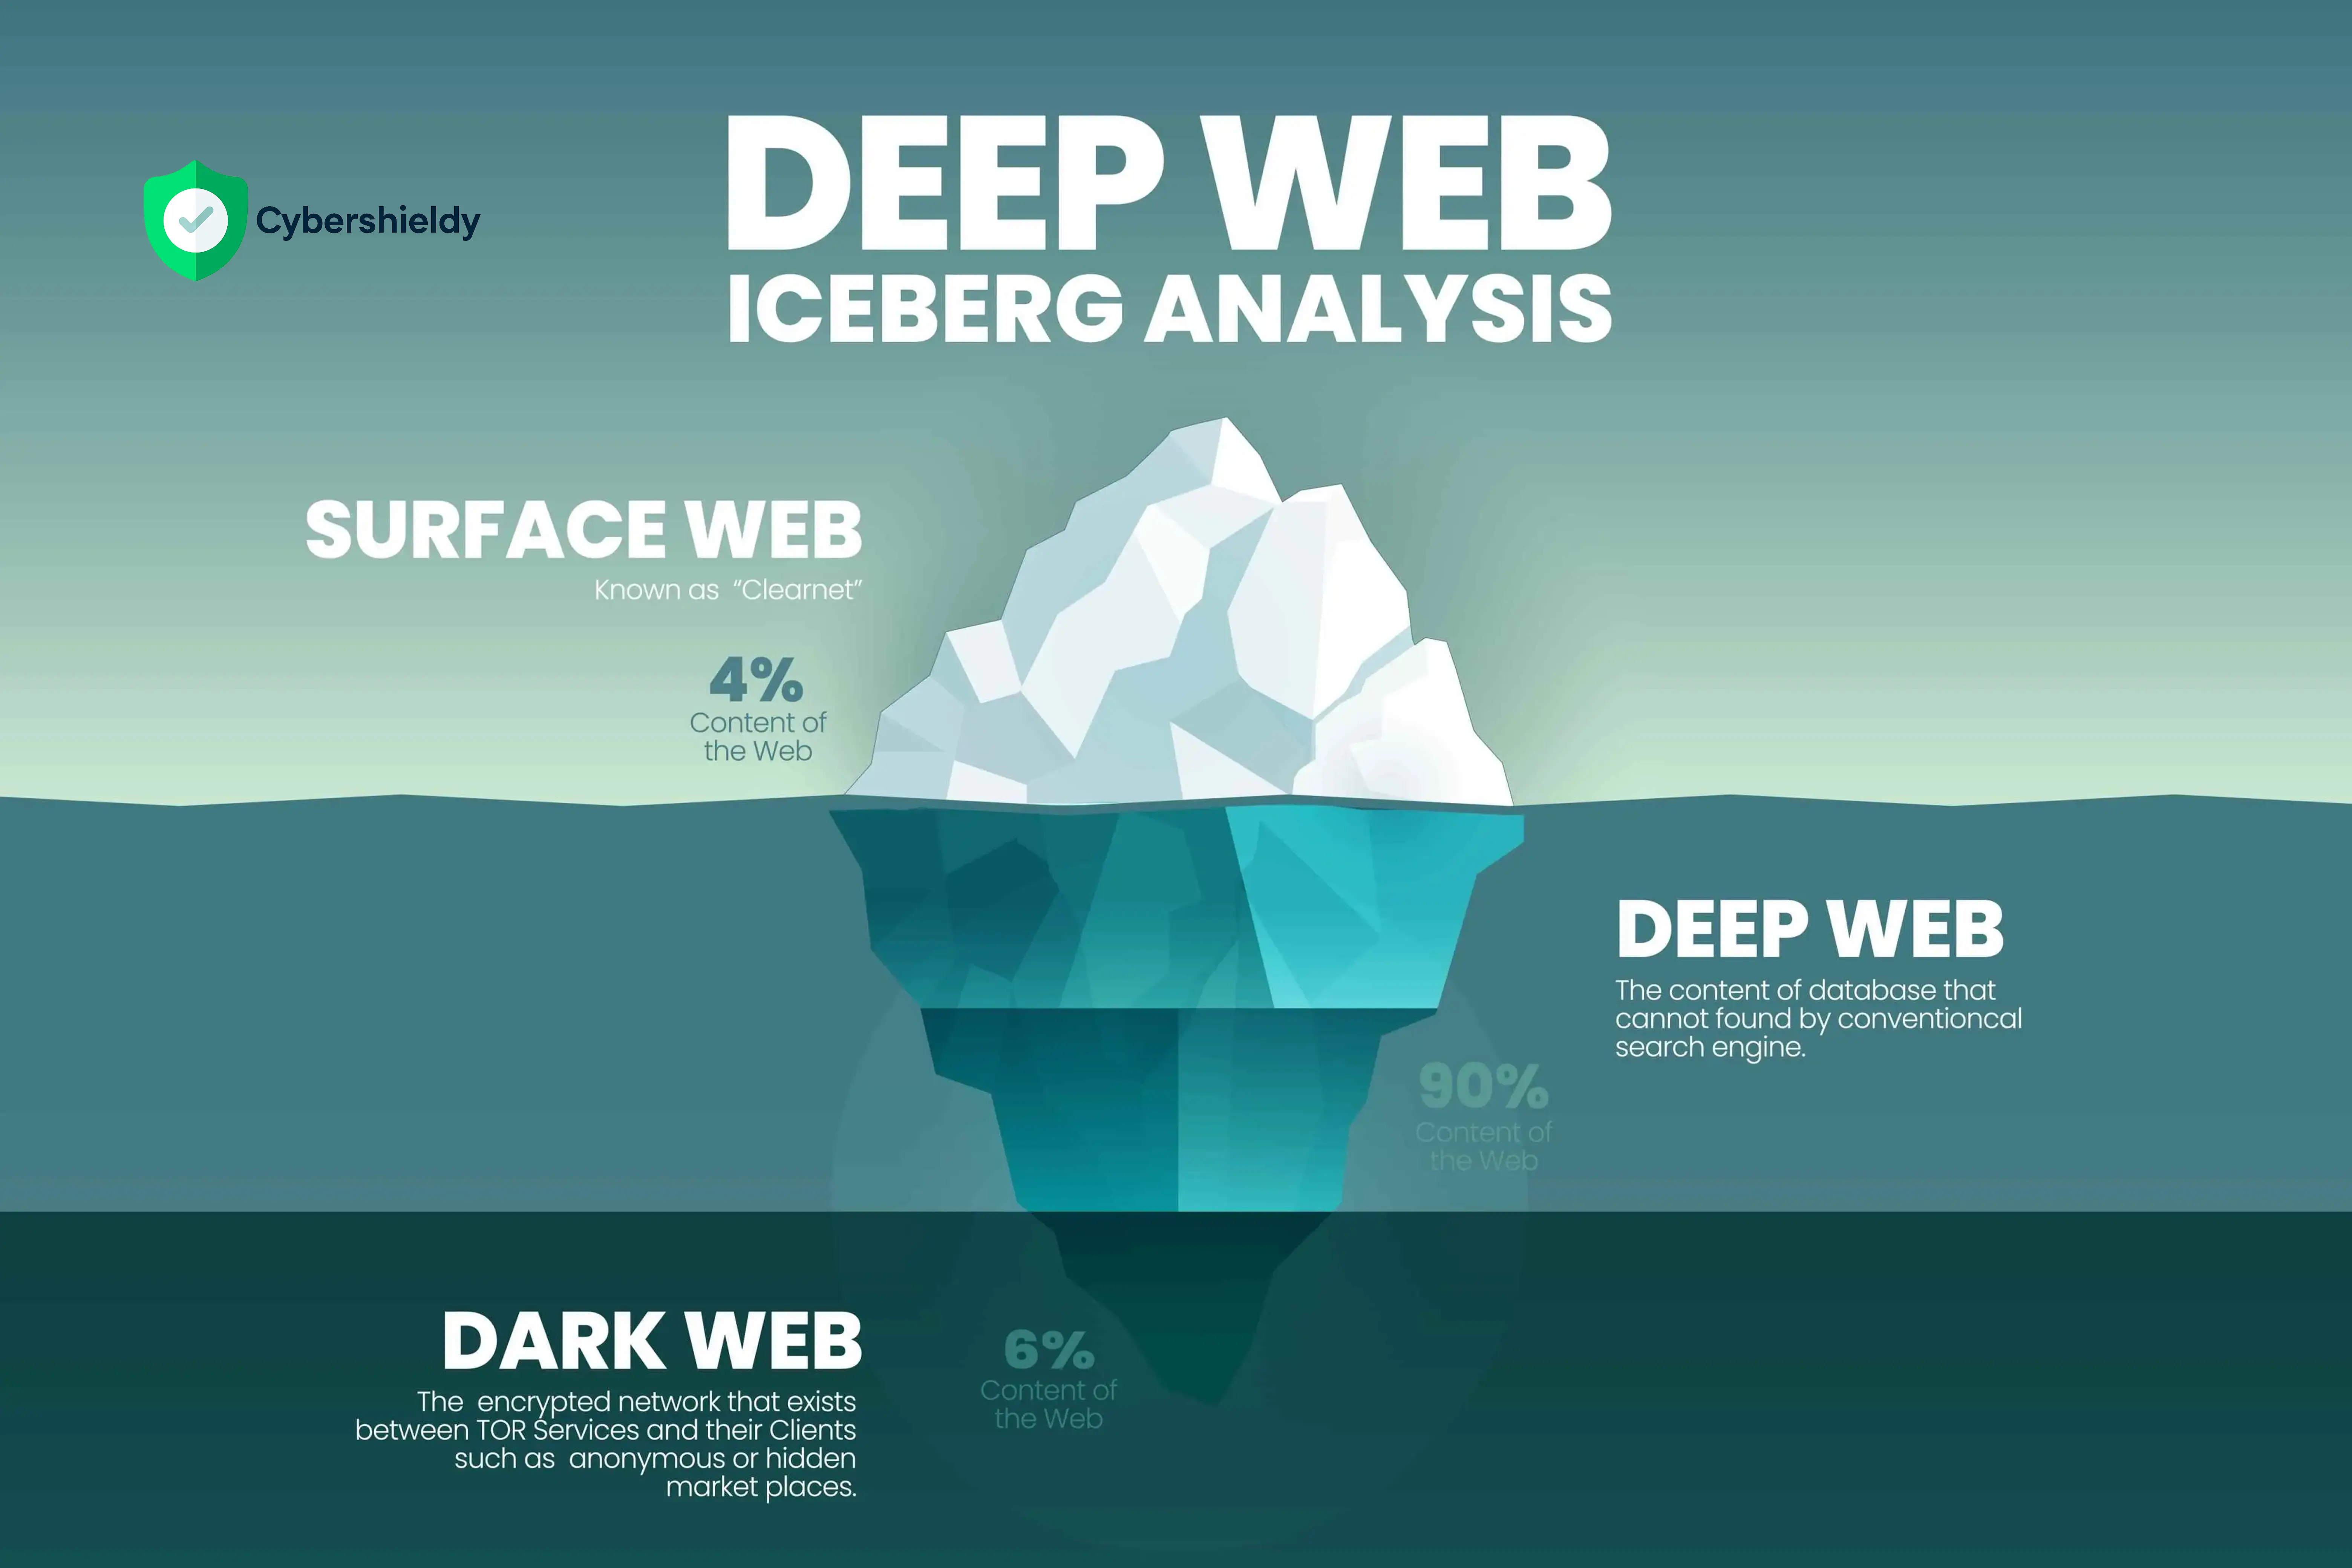 Cybershieldy
DEEP WEB
ICEBERG ANALYSIS
SURFACE WEB
Known as “Clearnet”
4%
Content of
the Web
DEEP WEB
The content of database that
cannot found by conventioncal
search engine.
90%
Content of
the Web
DARK WEB
The encrypted network that exists
between TOR Services and their Clients
such as anonymous or hidden
market places.
6%
Content of
the Web